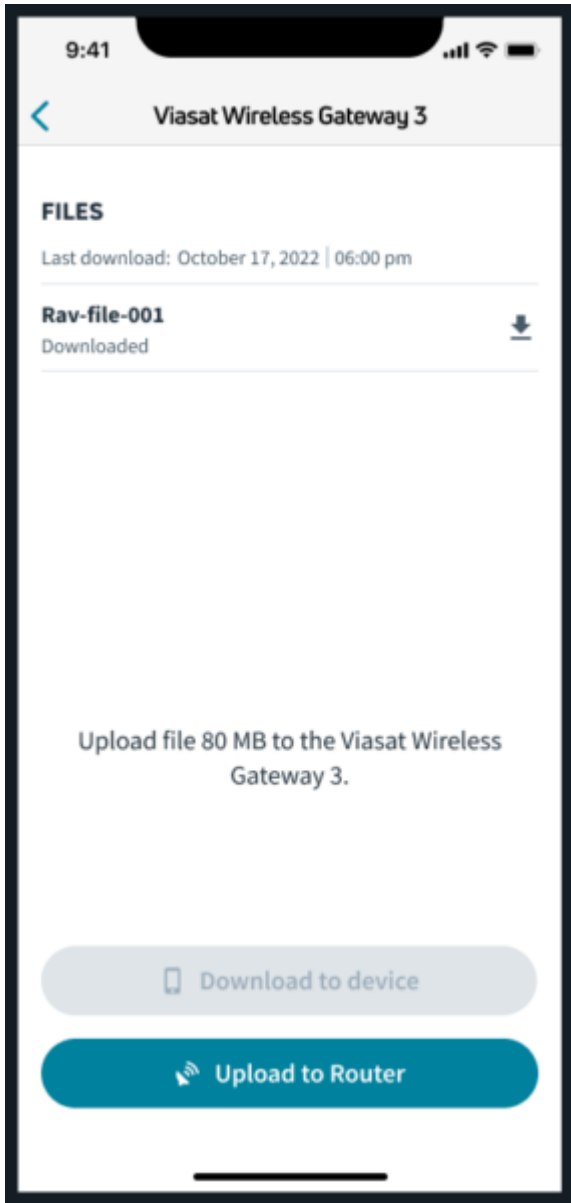 9:41
Viasat Wireless Gateway 3
FILES
Last download: October 17, 2022 | 06:00 pm
Rav-file-001
Downloaded
Upload file 80 MB to the Viasat Wireless
Gateway 3.
Download to device
Upload to Router